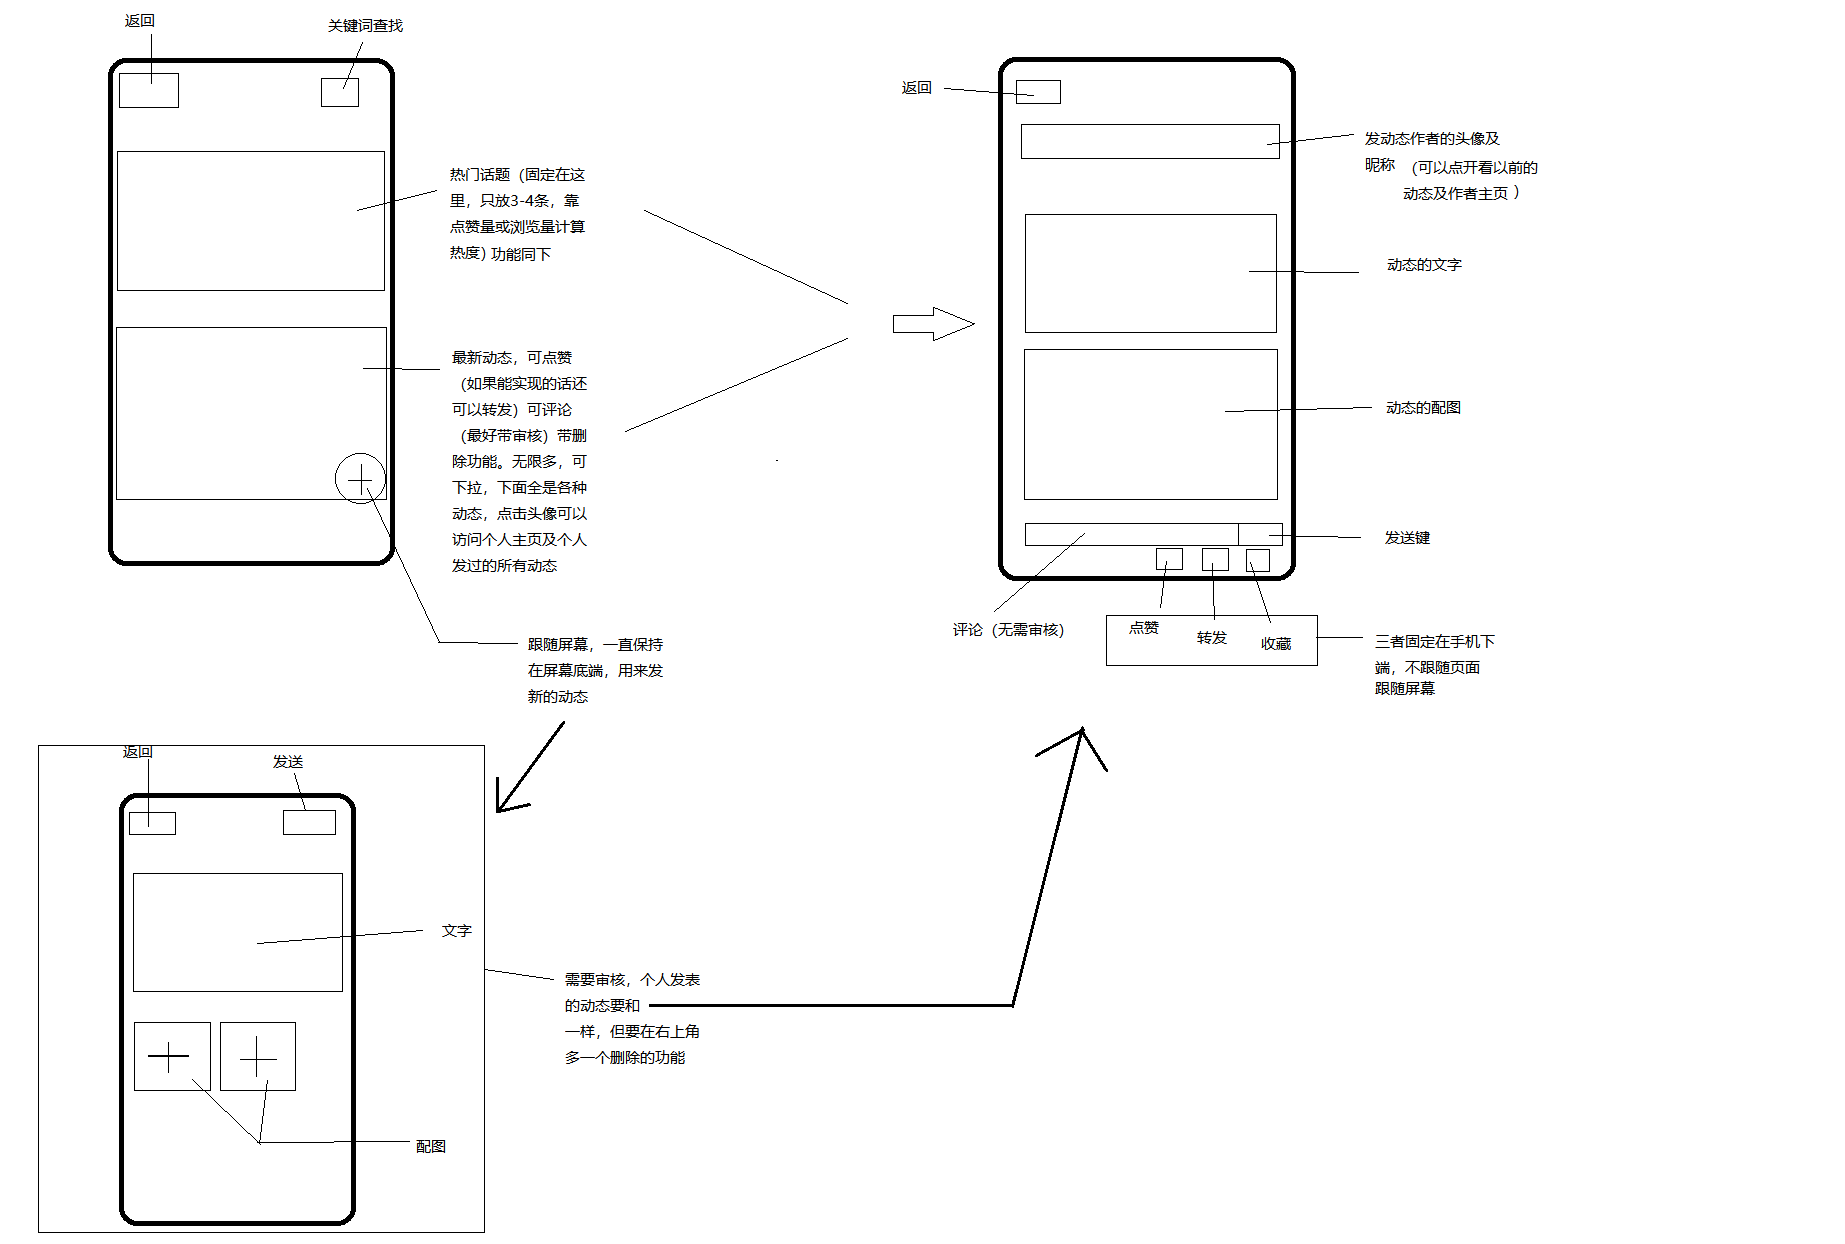 返回
关键词查找
热门话题（固定在这
里，只放3-4条，靠
点赞量或浏览量计算
热度）功能同下
最新动态，可点赞
（如果能实现的话还
可以转发）可评论
（最好带审核）带删
除功能。无限多，可
下拉，下面全是各种
动态，点击头像可以
访问个人主页及个人
发过的所有动态
跟随屏幕，一直保持
在屏幕底端，用来发
新的动态
返回
发动态作者的头像及
昵称 （可以点开看以前的
动态及作者主页 ）
动态的文字
动态的配图
发送键
评论（无需审核）
点赞
转发
收藏
三者固定在手机下
端，不跟随页面
跟随屏幕
返回
发送
文字
配图
需要审核，个人发表
的动态要和
一样，但要在右上角
多一个删除的功能